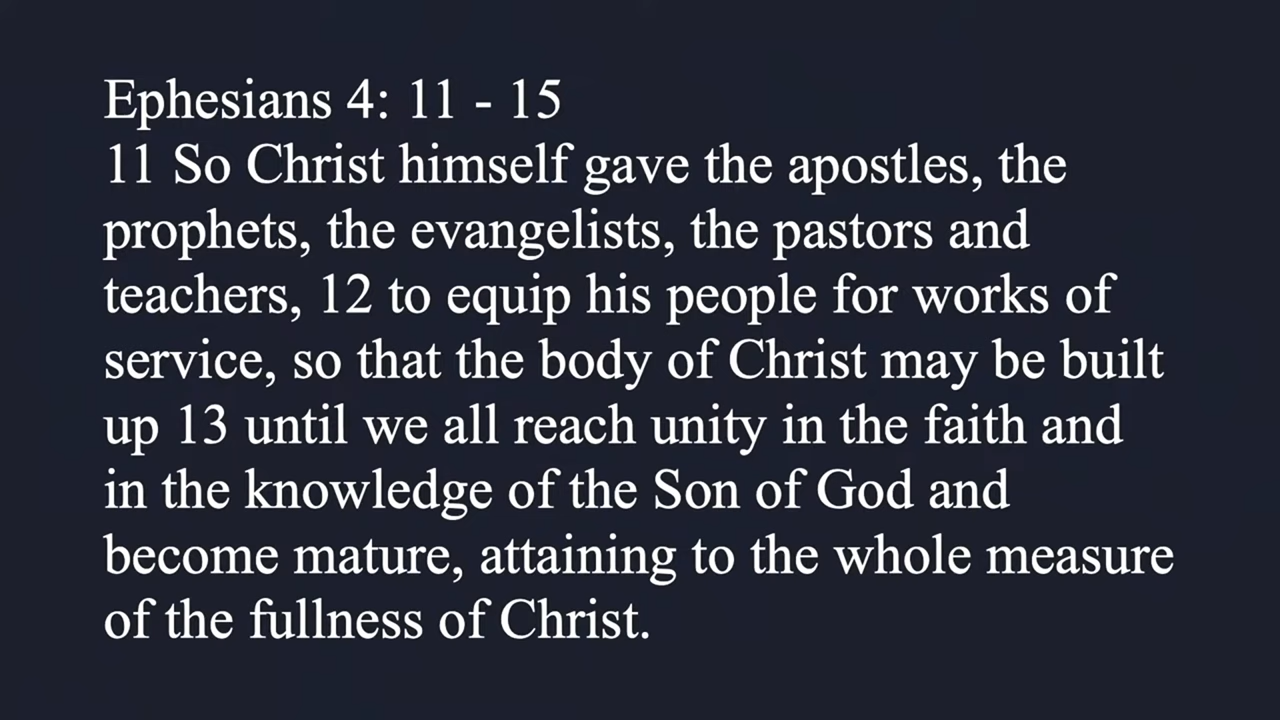 Ephesians 4: 11 - 15
11 So Christ himself gave the apostles, the
prophets, the evangelists, the pastors and
teachers, 12 to equip his people for works of
service, so that the body of Christ may be built
up 13 until we all reach unity in the faith and
in the knowledge of the Son of God and
become mature, attaining to the whole measure
of the fullness of Christ.